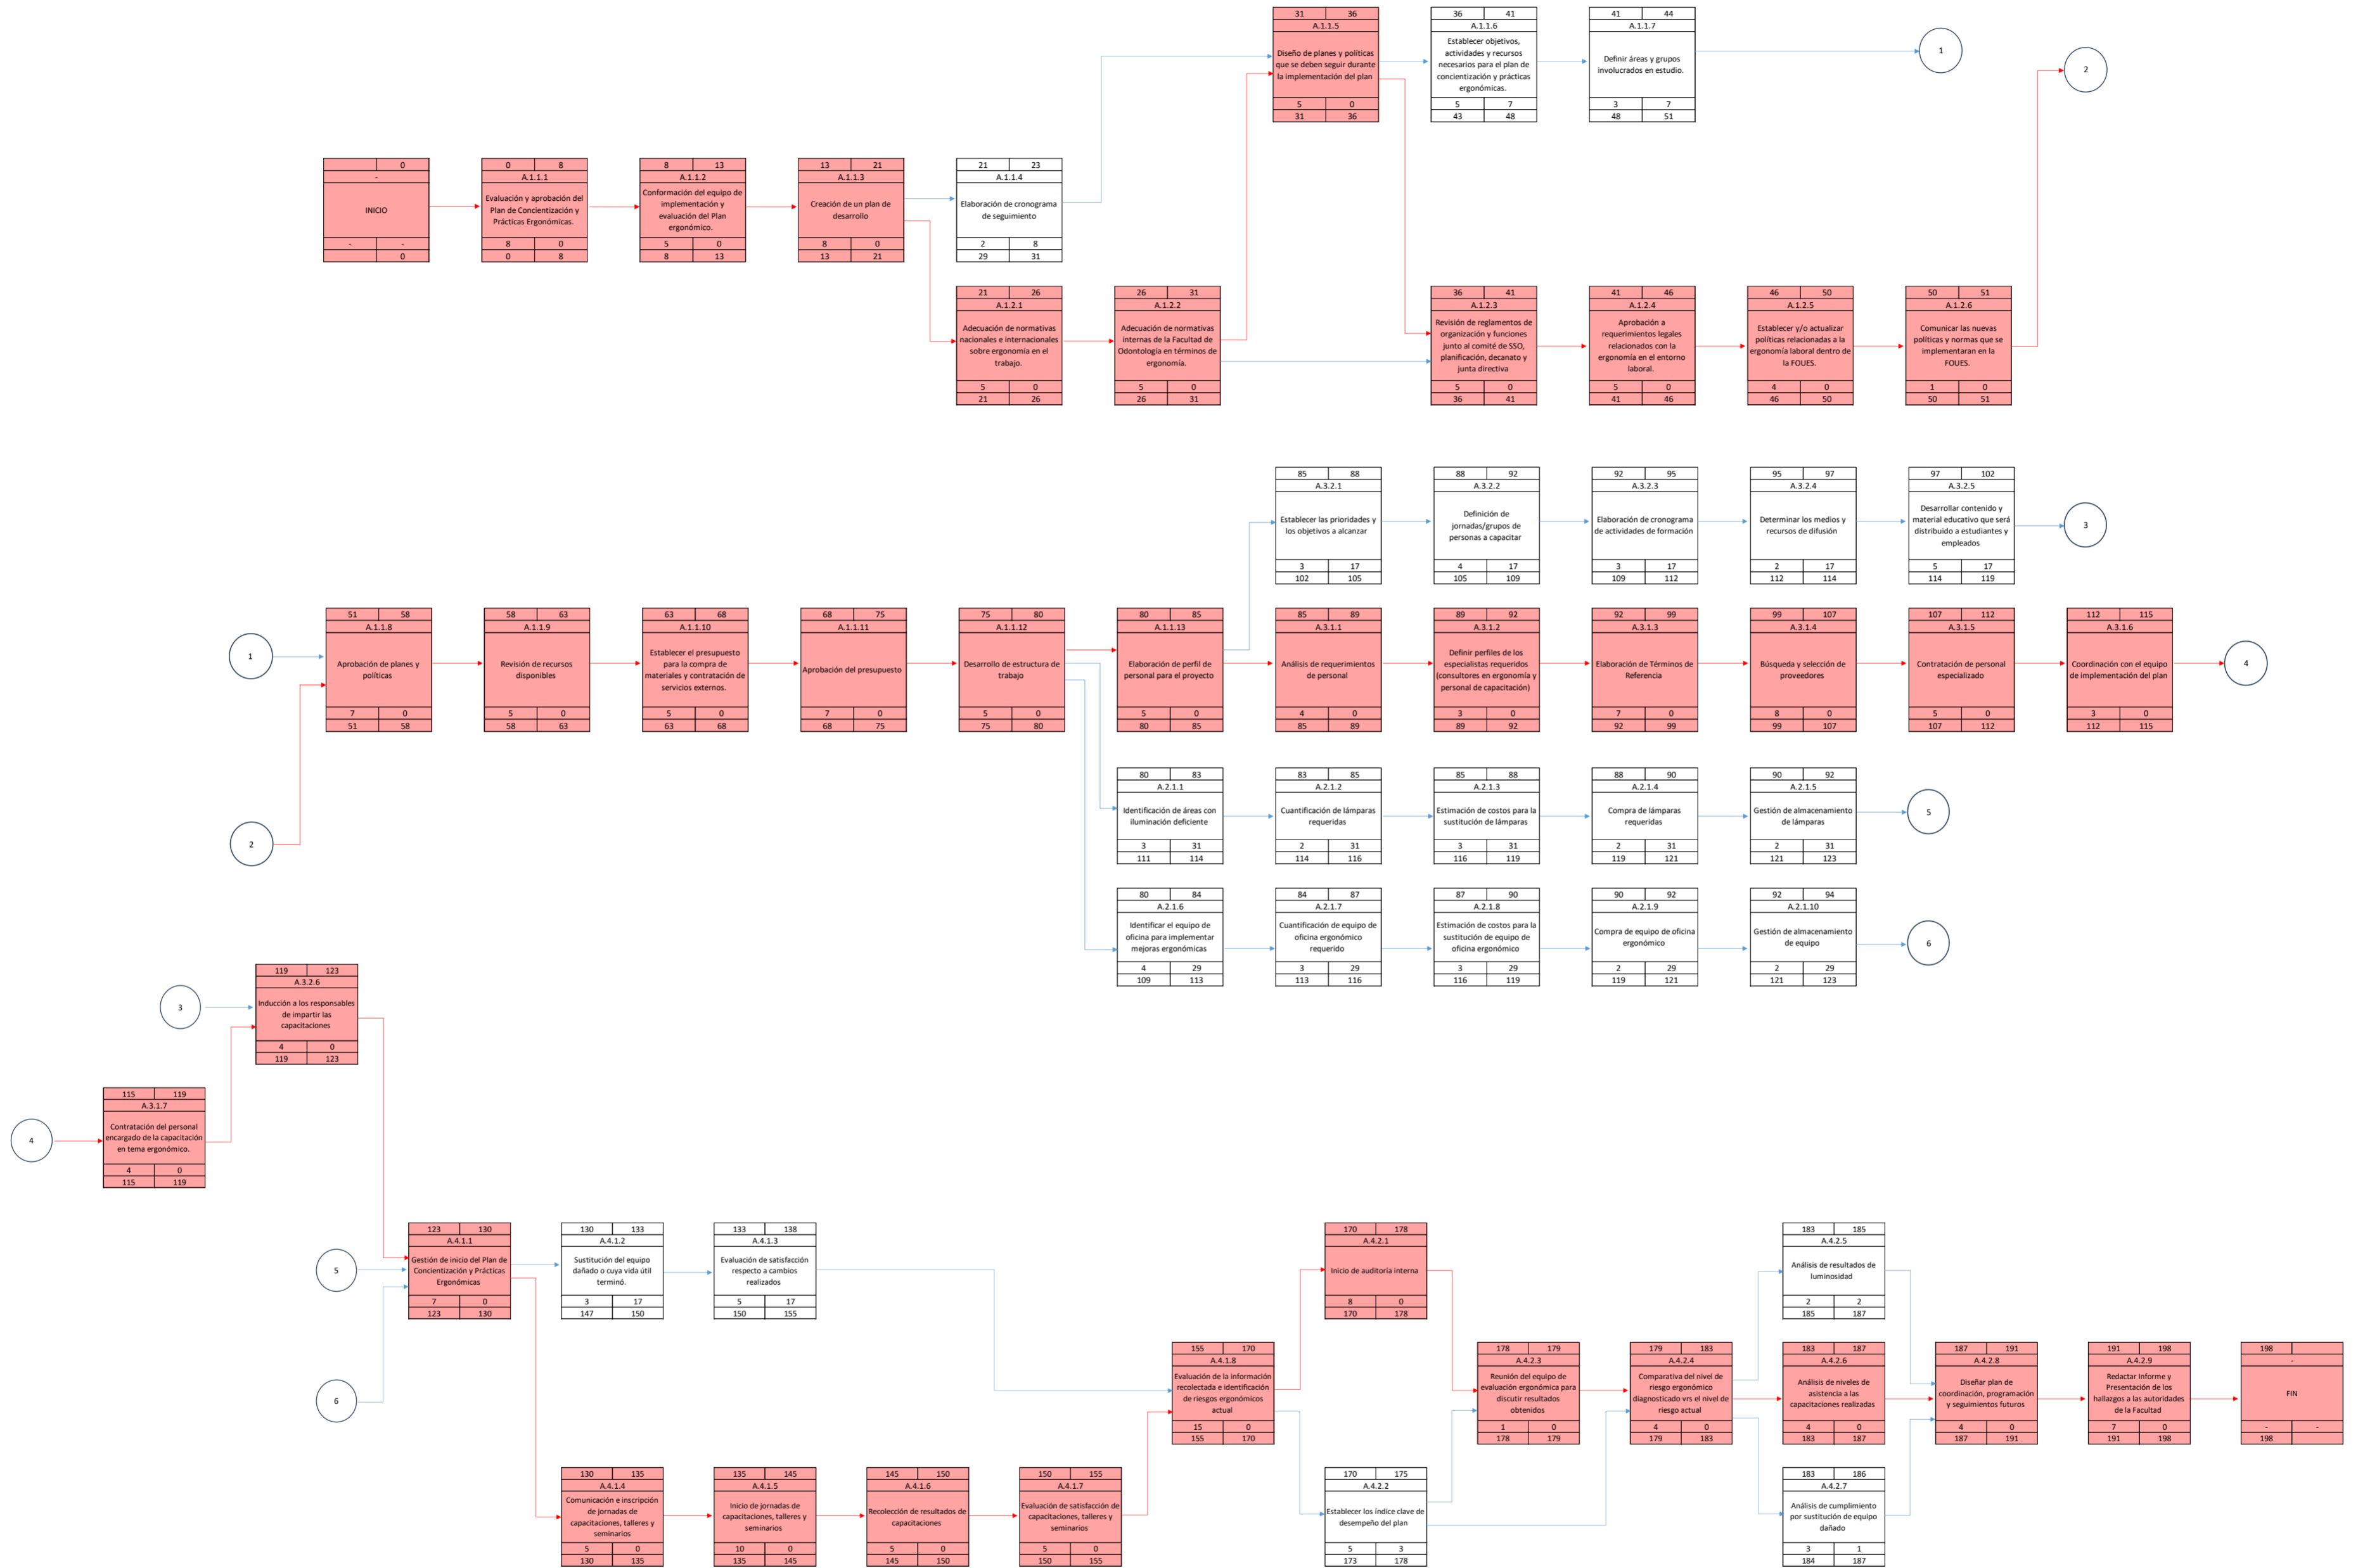 31 36
A.1.1.5
Diseño de planes y políticas
que se deben seguir durante
la implementación del plan
5 0
31 36
36 41
A.1.1.6
Establecer objetivos,
actividades y recursos
necesarios para el plan de
concientización y prácticas
ergonómicas.
5 7
43 48
41 44
A.1.1.7
Definir áreas y grupos
involucrados en estudio.
3 7
48 51
1
2
0
-
INICIO
- -
0
0 8
A.1.1.1
Evaluación y aprobación del
Plan de Concientización y
Prácticas Ergonómicas.
8 0
0 8
8 13
A.1.1.2
Conformación del equipo de
implementación y
evaluación del Plan
ergonómico.
5 0
8 13
13 21
A.1.1.3
Creación de un plan de
desarrollo
8 0
13 21
21 23
A.1.1.4
Elaboración de cronograma
de seguimiento
2 8
29 31
21 26
A.1.2.1
Adecuación de normativas
nacionales e internacionales
sobre ergonomía en el
trabajo.
5 0
21 26
26 31
A.1.2.2
Adecuación de normativas
internas de la Facultad de
Odontología en términos de
ergonomía.
5 0
26 31
36 41
A.1.2.3
Revisión de reglamentos de
organización y funciones
junto al comité de SSO,
planificación, decanato y
junta directiva
5 0
36 41
41 46
A.1.2.4
Aprobación a
requerimientos legales
relacionados con la
ergonomía en el entorno
laboral.
5 0
41 46
46 50
A.1.2.5
Establecer y/o actualizar
políticas relacionadas a la
ergonomía laboral dentro de
la FOUES.
4 0
46 50
50 51
A.1.2.6
Comunicar las nuevas
políticas y normas que se
implementaran en la
FOUES.
1 0
50 51
85 88
A.3.2.1
Establecer las prioridades y
los objetivos a alcanzar
3 17
102 105
88 92
A.3.2.2
Definición de
jornadas/grupos de
personas a capacitar
4 17
105 109
92 95
A.3.2.3
Elaboración de cronograma
de actividades de formación
3 17
109 112
95 97
A.3.2.4
Determinar los medios y
recursos de difusión
2 17
112 114
97 102
A.3.2.5
Desarrollar contenido y
material educativo que será
distribuido a estudiantes y
empleados
5 17
114 119
3
1
51 58
A.1.1.8
Aprobación de planes y
políticas
7 0
51 58
58 63
A.1.1.9
Revisión de recursos
disponibles
5 0
58 63
63 68
A.1.1.10
Establecer el presupuesto
para la compra de
materiales y contratación de
servicios externos.
5 0
63 68
68 75
A.1.1.11
Aprobación del presupuesto
7 0
68 75
75 80
A.1.1.12
Desarrollo de estructura de
trabajo
5 0
75 80
80 85
A.1.1.13
Elaboración de perfil de
personal para el proyecto
5 0
80 85
85 89
A.3.1.1
Análisis de requerimientos
de personal
4 0
85 89
89 92
A.3.1.2
Definir perfiles de los
especialistas requeridos
(consultores en ergonomía y
personal de capacitación)
3 0
89 92
92 99
A.3.1.3
Elaboración de Términos de
Referencia
7 0
92 99
99 107
A.3.1.4
Búsqueda y selección de
proveedores
8 0
99 107
107 112
A.3.1.5
Contratación de personal
especializado
5 0
107 112
112 115
A.3.1.6
Coordinación con el equipo
de implementación del plan
3 0
112 115
4
2
80 83
A.2.1.1
Identificación de áreas con
iluminación deficiente
3 31
111 114
83 85
A.2.1.2
Cuantificación de lámparas
requeridas
2 31
114 116
85 88
A.2.1.3
Estimación de costos para la
sustitución de lámparas
3 31
116 119
88 90
A.2.1.4
Compra de lámparas
requeridas
2 31
119 121
90 92
A.2.1.5
Gestión de almacenamiento
de lámparas
2 31
121 123
5
80 84
A.2.1.6
Identificar el equipo de
oficina para implementar
mejoras ergonómicas
4 29
109 113
84 87
A.2.1.7
Cuantificación de equipo de
oficina ergonómico
requerido
3 29
113 116
87 90
A.2.1.8
Estimación de costos para la
sustitución de equipo de
oficina ergonómico
3 29
116 119
90 92
A.2.1.9
Compra de equipo de oficina
ergonómico
2 29
119 121
92 94
A.2.1.10
Gestión de almacenamiento
de equipo
2 29
121 123
6
3
119 123
A.3.2.6
Inducción a los responsables
de impartir las
capacitaciones
4 0
119 123
4
115 119
A.3.1.7
Contratación del personal
encargado de la capacitación
en tema ergonómico.
4 0
115 119
5
6
123 130
A.4.1.1
Gestión de inicio del Plan de
Concientización y Prácticas
Ergonómicas
7 0
123 130
130 133
A.4.1.2
Sustitución del equipo
dañado o cuya vida útil
terminó.
3 17
147 150
133 138
A.4.1.3
Evaluación de satisfacción
respecto a cambios
realizados
5 17
150 155
130 135
A.4.1.4
Comunicación e inscripción
de jornadas de
capacitaciones, talleres y
seminarios
5 0
130 135
135 145
A.4.1.5
Inicio de jornadas de
capacitaciones, talleres y
seminarios
10 0
135 145
145 150
A.4.1.6
Recolección de resultados de
capacitaciones
5 0
145 150
150 155
A.4.1.7
Evaluación de satisfacción de
capacitaciones, talleres y
seminarios
5 0
150 155
155 170
A.4.1.8
Evaluación de la información
recolectada e identificación
de riesgos ergonómicos
actual
15 0
155 170
170 178
A.4.2.1
Inicio de auditoría interna
8 0
170 178
170 175
A.4.2.2
Establecer los índice clave de
desempeño del plan
5 3
173 178
178 179
A.4.2.3
Reunión del equipo de
evaluación ergonómica para
discutir resultados
obtenidos
1 0
178 179
179 183
A.4.2.4
Comparativa del nivel de
riesgo ergonómico
diagnosticado vrs el nivel de
riesgo actual
4 0
179 183
183 185
A.4.2.5
Análisis de resultados de
luminosidad
2 2
185 187
183 187
A.4.2.6
Análisis de niveles de
asistencia a las
capacitaciones realizadas
4 0
183 187
183 186
A.4.2.7
Análisis de cumplimiento
por sustitución de equipo
dañado
3 1
184 187
187 191
A.4.2.8
Diseñar plan de
coordinación, programación
y seguimientos futuros
4 0
187 191
191 198
A.4.2.9
Redactar Informe y
Presentación de los
hallazgos a las autoridades
de la Facultad
7 0
191 198
198
-
FIN
- -
198